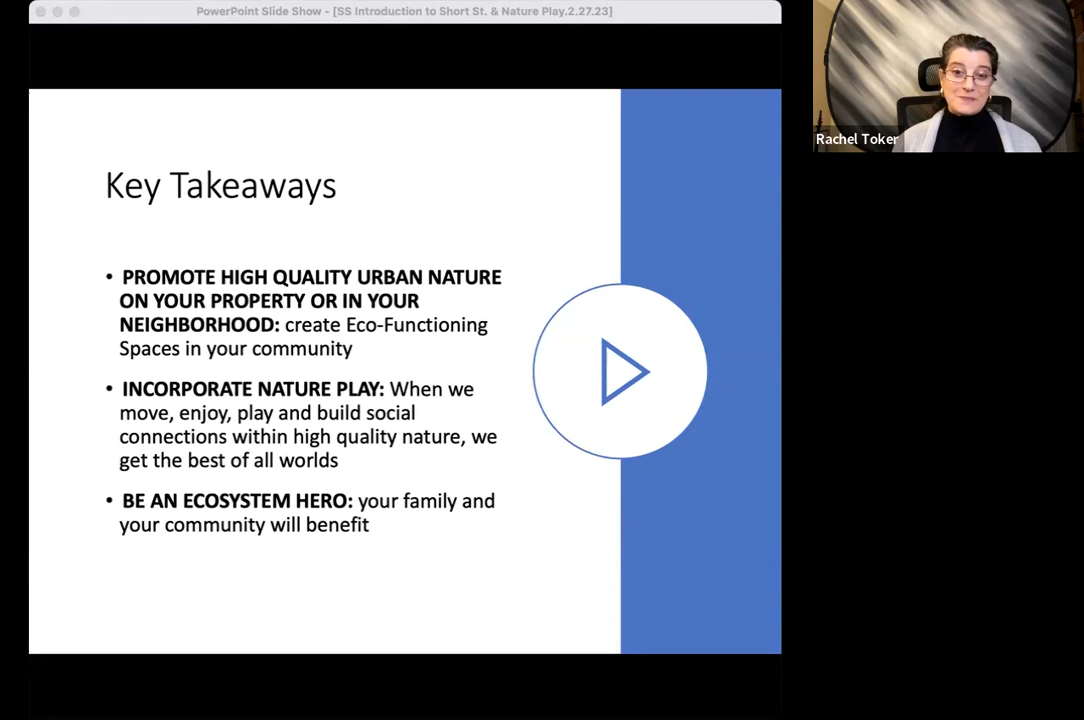 PowerPoint Slide Show - [SS Introduction to Short St. & Nature Play.2.27.23]
Rachel Toker
Key Takeaways
• PROMOTE HIGH QUALITY URBAN NATURE
ON YOUR PROPERTY OR IN YOUR
NEIGHBORHOOD: create Eco-Functioning
Spaces in your community
• INCORPORATE NATURE PLAY: When we
move, enjoy, play and build social
connections within high quality nature, we
get the best of all worlds
• BE AN ECOSYSTEM HERO: your family and
your community will benefit